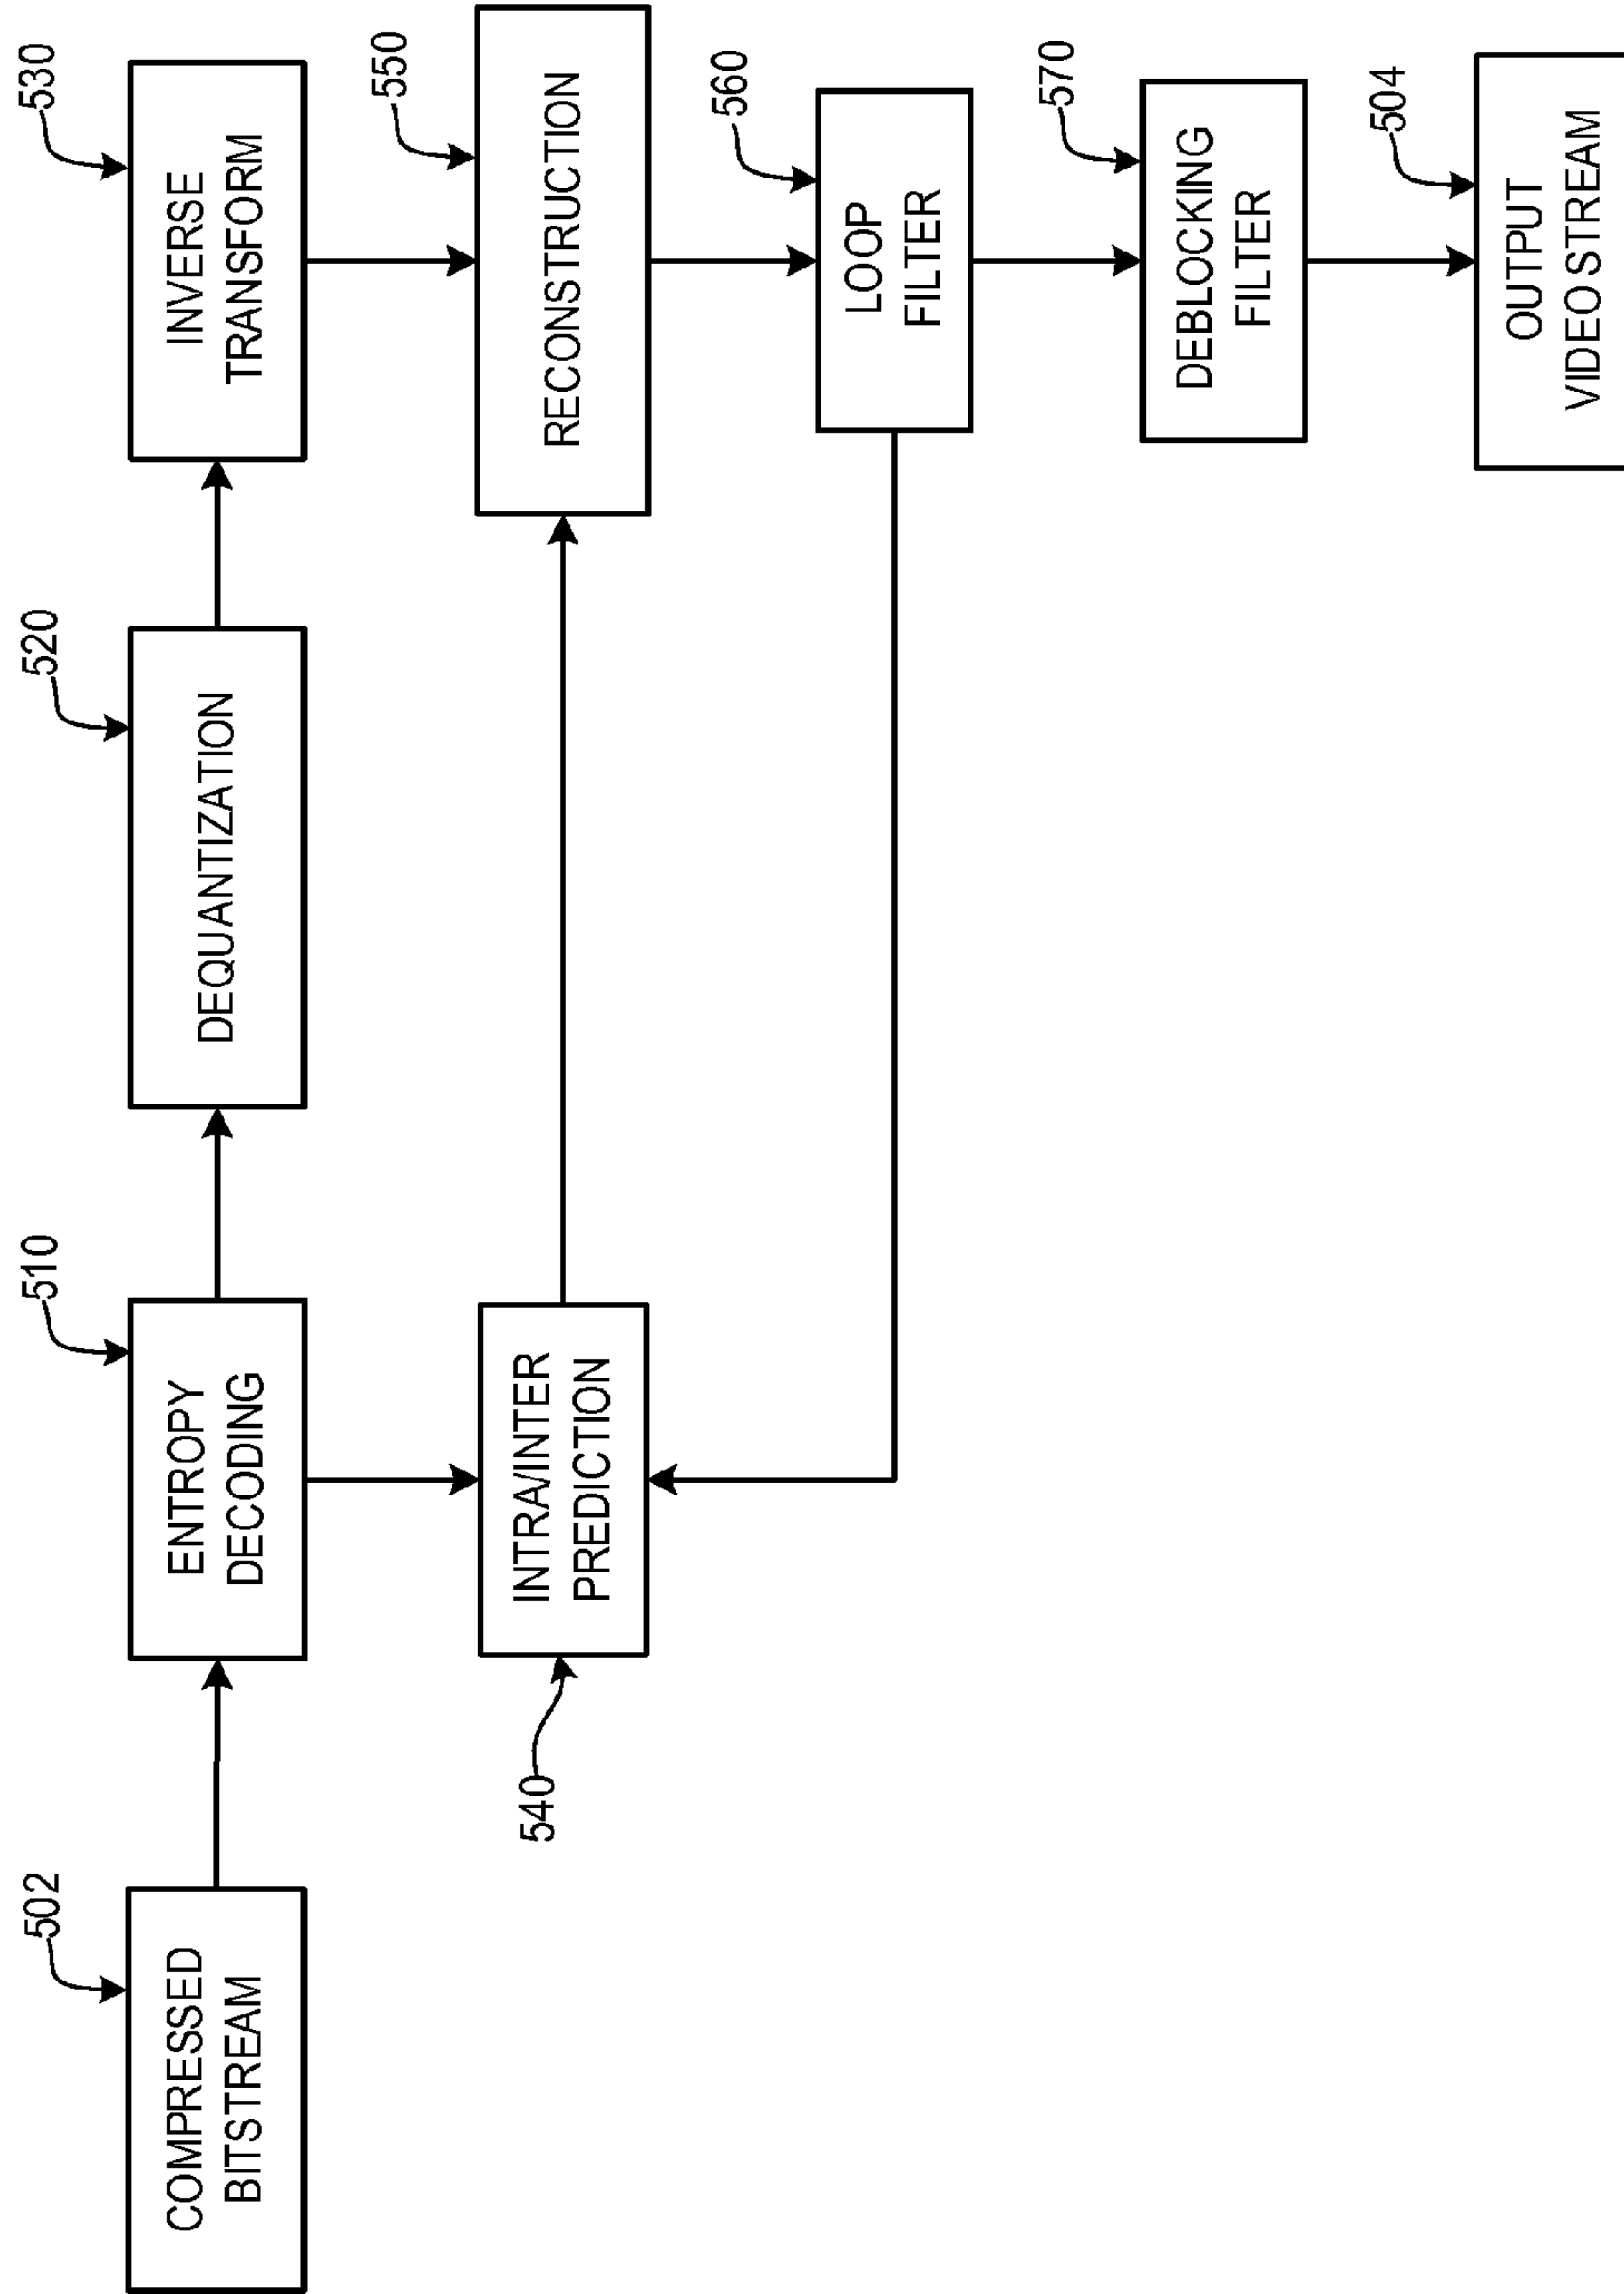 502
COMPRESSED
BITSTREAM
510
ENTROPY
DECODING
520
DEQUANTIZATION
530
INVERSE
TRANSFORM
540
INTRA/INTER
PREDICTION
550
RECONSTRUCTION
560
LOOP
FILTER
570
DEBLOCKING
FILTER
504
OUTPUT
VIDEO STREAM